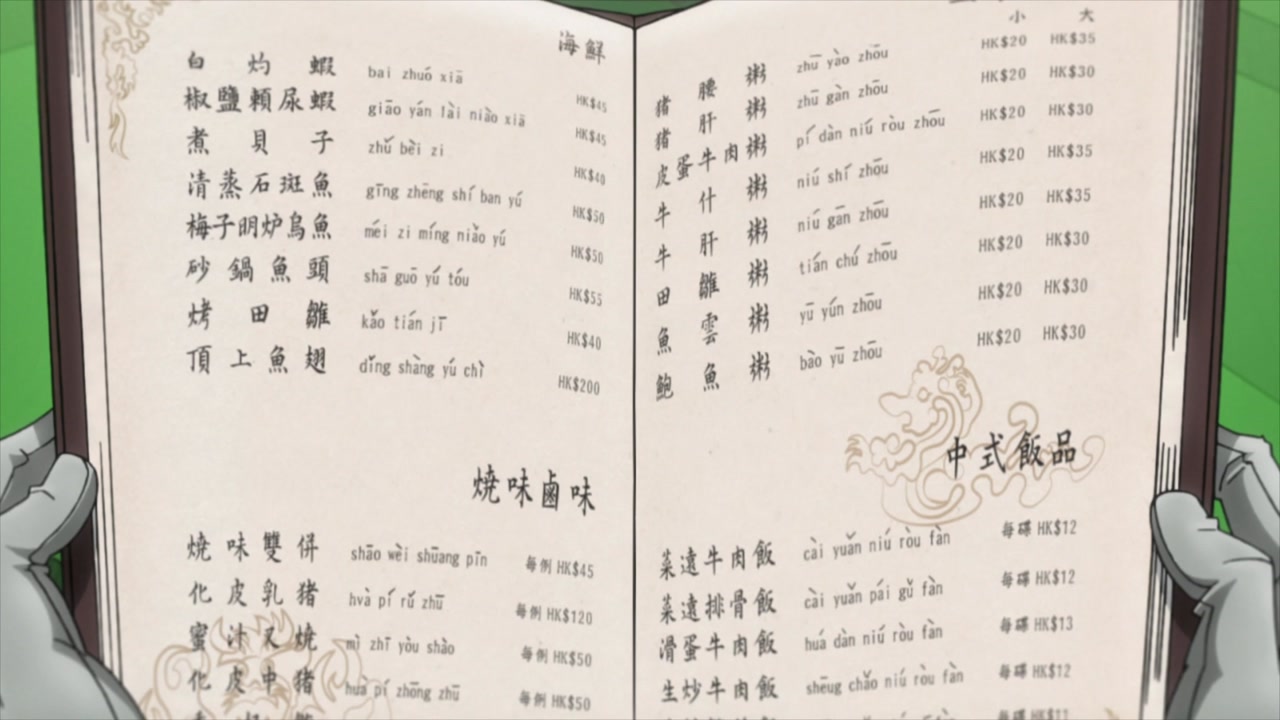 海鮮
白灼蝦 bai zhuó xiā HK$45
椒鹽賴尿蝦 giāo yán lài niào xiā HK$45
煮貝子 zhǔ bèi zi HK$40
清蒸石斑魚 gīng zhēng shí ban yú HK$50
梅子明炉烏魚 méi zi míng niǎo yú HK$50
砂鍋魚頭 shā guō yú tóu HK$55
烤田雞 kǎo tián jī HK$40
頂上魚翅 dǐng shàng yú chì HK$200
燒味鹵味
燒味雙併 shāo wèi shuāng pīn 每例 HK$45
化皮乳豬 hvà pí rǔ zhū 每例 HK$120
蜜汁叉燒 mì zhī yòu shǎo 每例 HK$50
化皮中豬 huà pí zhōng zhū 每例 HK$50
小 大
猪腰粥 zhū yào zhōu HK$20 HK$35
猪肝粥 zhū gàn zhōu HK$20 HK$30
皮蛋牛肉粥 pí dàn niú ròu zhōu HK$20 HK$30
牛什粥 niú shí zhōu HK$20 HK$35
牛肝粥 niú gān zhōu HK$20 HK$35
田雞粥 tián chú zhōu HK$20 HK$30
魚雲粥 yū yún zhōu HK$20 HK$30
鮑魚粥 bào yū zhōu HK$20 HK$30
中式飯品
菜遠牛肉飯 cài yuǎn niú ròu fàn 每碟 HK$12
菜遠排骨飯 cài yuǎn pái gǔ fàn 每碟 HK$12
滑蛋牛肉飯 huá dàn niú ròu fàn 每碟 HK$13
生炒牛肉飯 shēug chǎo niú ròu fàn 每碟 HK$12